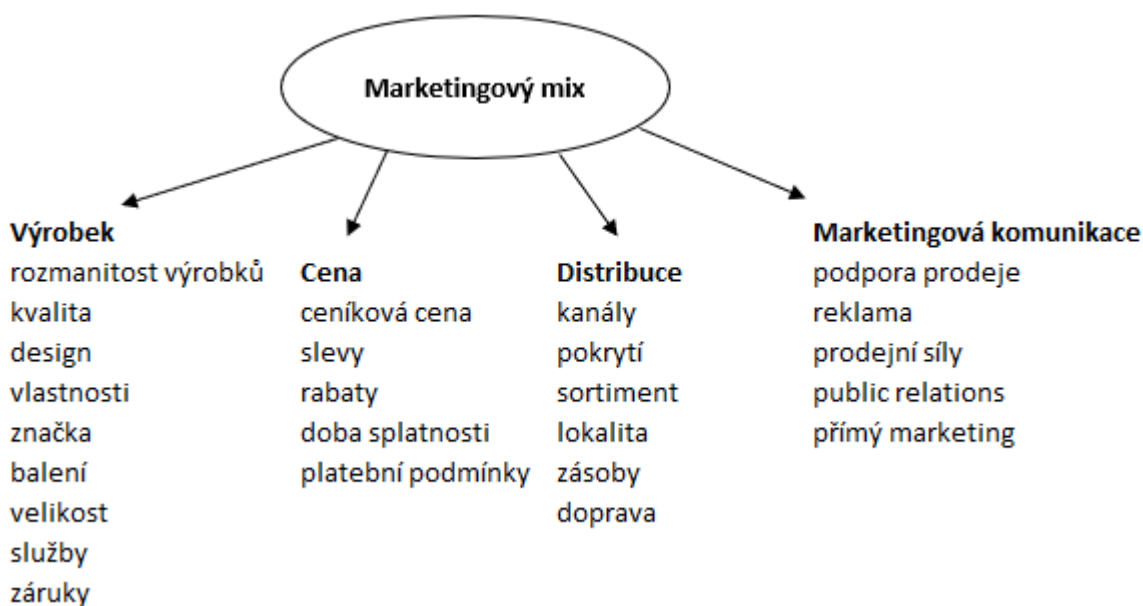 Marketingový mix
Výrobek
rozmanitost výrobků
kvalita
design
vlastnosti
značka
balení
velikost
služby
záruky
Cena
ceníková cena
slevy
rabaty
doba splatnosti
platební podmínky
Distribuce
kanály
pokrytí
sortiment
lokalita
zásoby
doprava
Marketingová komunikace
podpora prodeje
reklama
prodejní síly
public relations
přímý marketing